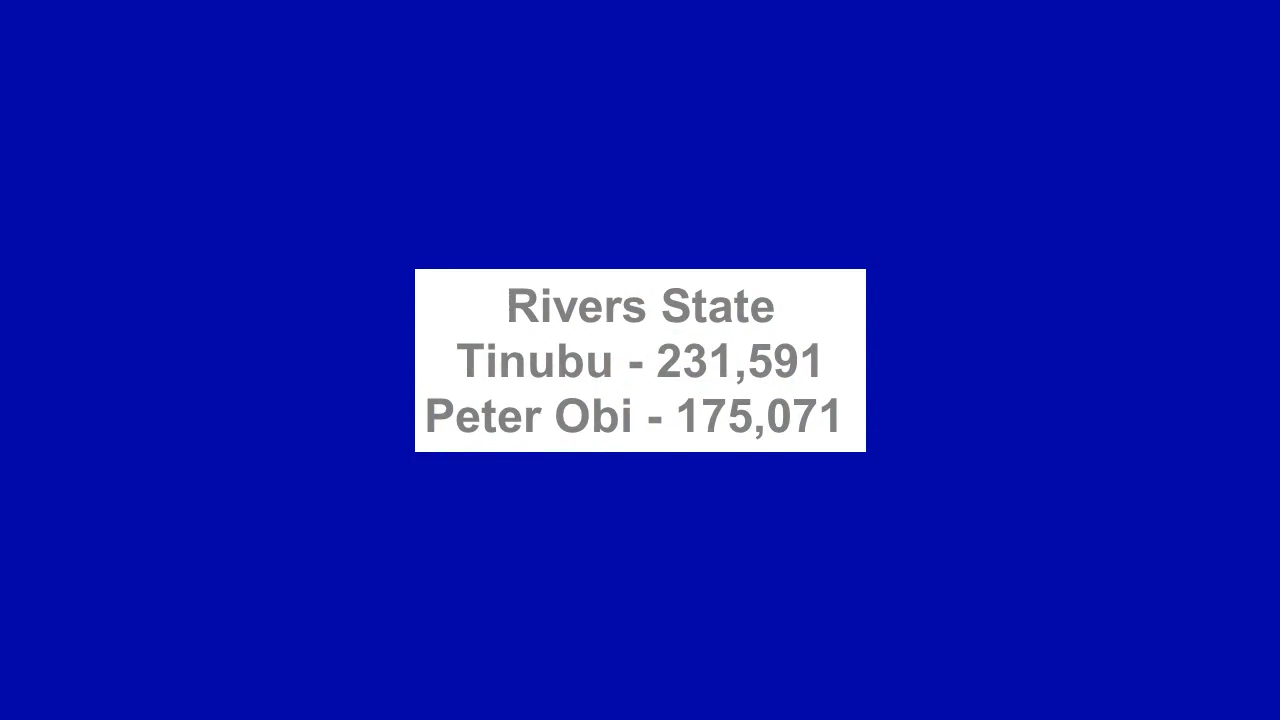 Rivers State
Tinubu - 231,591
Peter Obi - 175,071